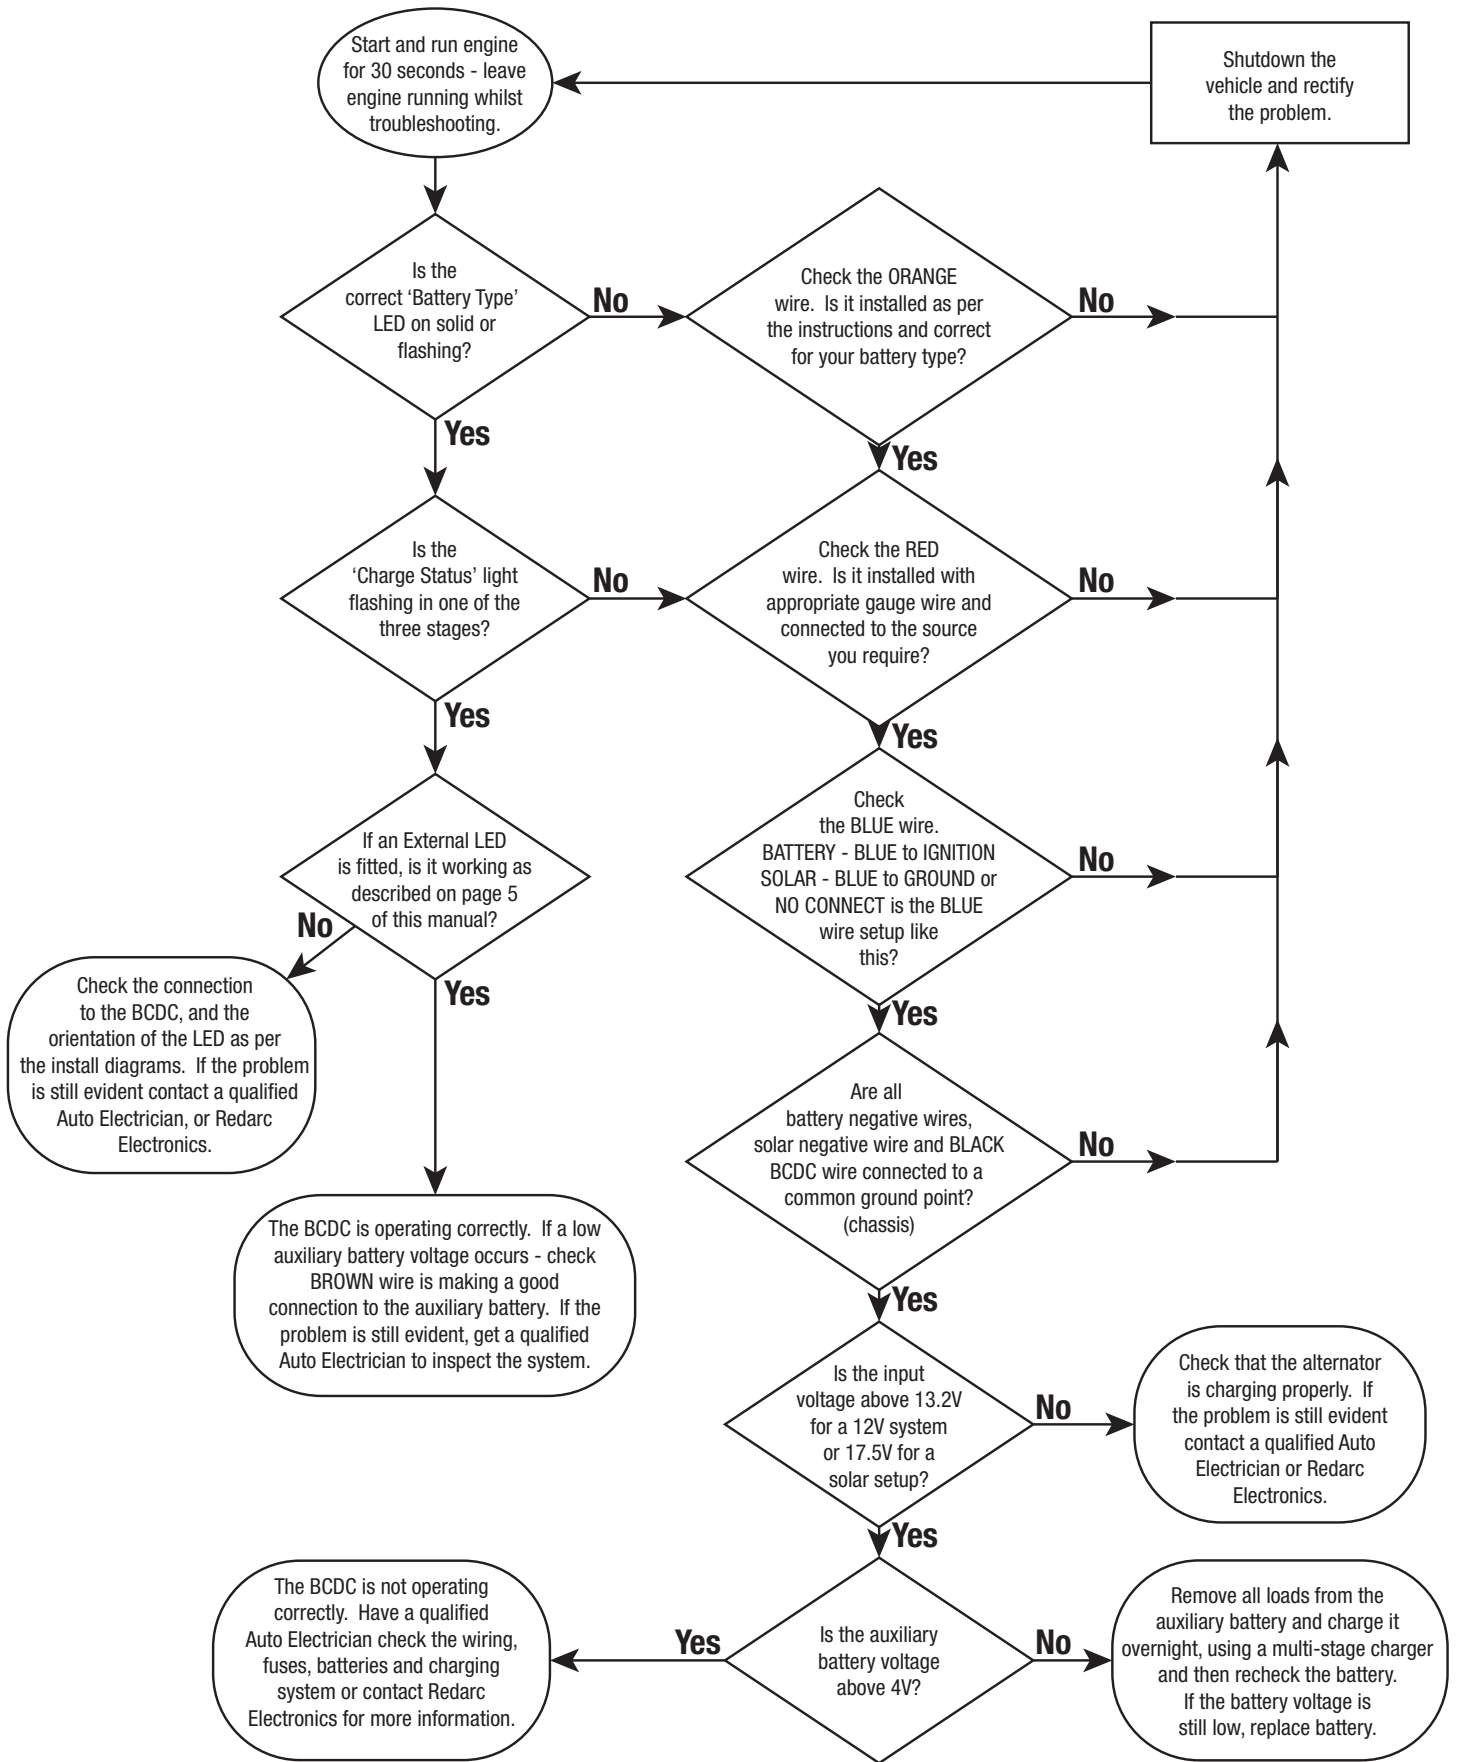 Start and run engine
for 30 seconds - leave
engine running whilst
troubleshooting.
Shutdown the
vehicle and rectify
the problem.
Is the
correct ‘Battery Type’
LED on solid or
flashing?
No
Check the ORANGE
wire.  Is it installed as per
the instructions and correct
for your battery type?
No
Yes
Yes
Is the
‘Charge Status’ light
flashing in one of the
three stages?
No
Check the RED
wire.  Is it installed with
appropriate gauge wire and
connected to the source
you require?
No
Yes
Yes
If an External LED
is fitted, is it working as
described on page 5
of this manual?
No
Yes
Check
the BLUE wire.
BATTERY - BLUE to IGNITION
SOLAR - BLUE to GROUND or
NO CONNECT is the BLUE
wire setup like
this?
No
Yes
Check the connection
to the BCDC, and the
orientation of the LED as per
the install diagrams.  If the problem
is still evident contact a qualified
Auto Electrician, or Redarc
Electronics.
Are all
battery negative wires,
solar negative wire and BLACK
BCDC wire connected to a
common ground point?
(chassis)
No
Yes
The BCDC is operating correctly.  If a low
auxiliary battery voltage occurs - check
BROWN wire is making a good
connection to the auxiliary battery.  If the
problem is still evident, get a qualified
Auto Electrician to inspect the system.
Is the input
voltage above 13.2V
for a 12V system
or 17.5V for a
solar setup?
No
Yes
Check that the alternator
is charging properly.  If
the problem is still evident
contact a qualified Auto
Electrician or Redarc
Electronics.
The BCDC is not operating
correctly.  Have a qualified
Auto Electrician check the wiring,
fuses, batteries and charging
system or contact Redarc
Electronics for more information.
Yes
Is the auxiliary
battery voltage
above 4V?
No
Remove all loads from the
auxiliary battery and charge it
overnight, using a multi-stage charger
and then recheck the battery.
If the battery voltage is
still low, replace battery.